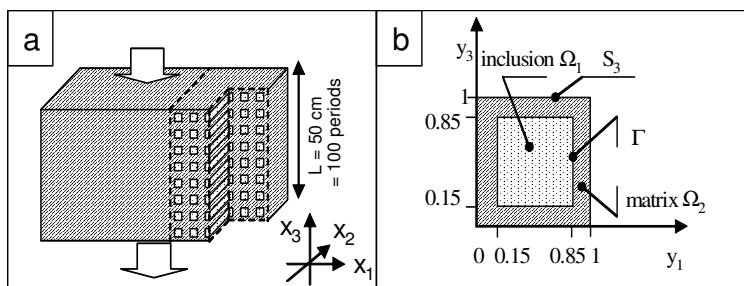 a
L = 50 cm
= 100 periods
X3
X2
X1
b
y3
inclusion Ω1
S3
1
0.85
Γ
0.15
matrix Ω2
0 0.15 0.85 1
y1